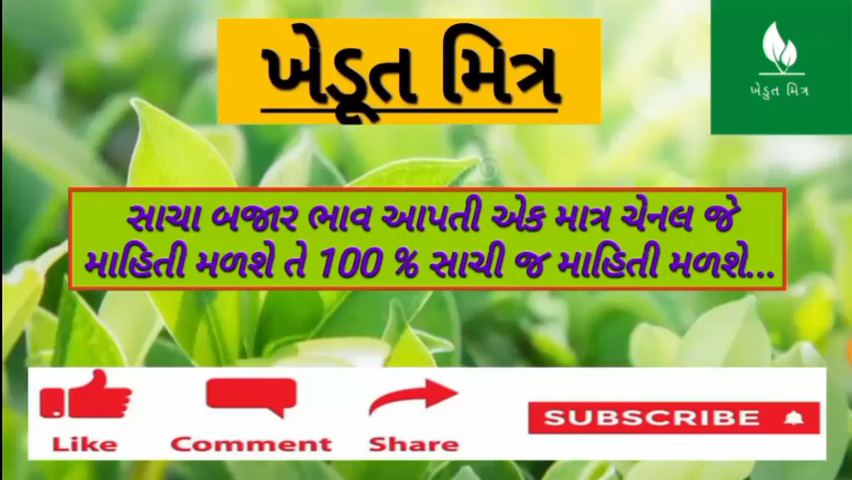 ખેડૂત મિત્ર
ખેડુત મિત્ર
સાચા બજાર ભાવ આપતી એક માત્ર ચેનલ જે
માહિતી મળશે તે 100 % સાચી જ માહિતી મળશે...
Like Comment Share SUBSCRIBE